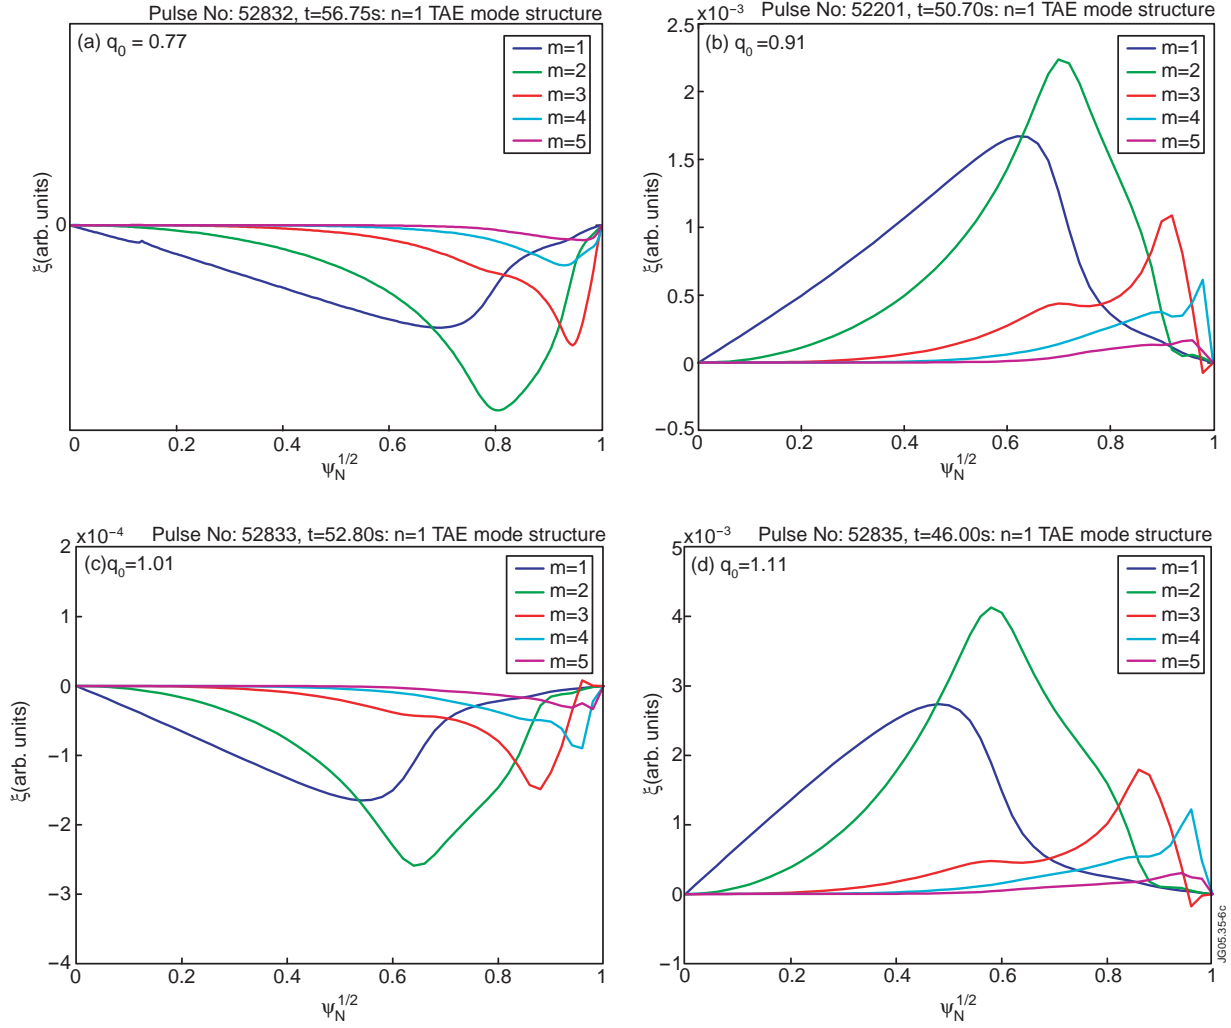 Pulse No: 52832, t=56.75s: n=1 TAE mode structure
(a) q0 = 0.77
m=1
m=2
m=3
m=4
m=5
0
ξ(arb. units)
0 0.2 0.4 0.6 0.8 1
ψN1/2
Pulse No: 52201, t=50.70s: n=1 TAE mode structure
x10−3
(b) q0 =0.91
m=1
m=2
m=3
m=4
m=5
2.5
2
1.5
1
0.5
0
−0.5
ξ(arb. units)
0 0.2 0.4 0.6 0.8 1
ψN1/2
Pulse No: 52833, t=52.80s: n=1 TAE mode structure
x10−4
(c)q0=1.01
m=1
m=2
m=3
m=4
m=5
2
1
0
−1
−2
−3
−4
ξ(arb. units)
0 0.2 0.4 0.6 0.8 1
ψN1/2
Pulse No: 52835, t=46.00s: n=1 TAE mode structure
x10−3
(d) q0=1.11
m=1
m=2
m=3
m=4
m=5
5
4
3
2
1
0
−1
ξ(arb. units)
0 0.2 0.4 0.6 0.8 1
ψN1/2
JG05.35-6c